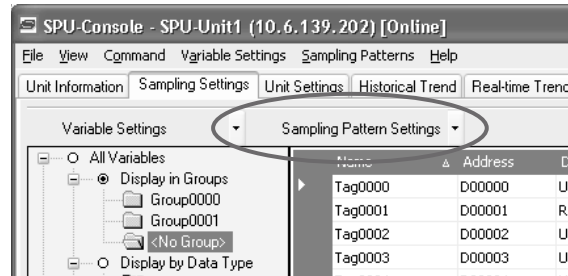 SPU-Console - SPU-Unit1 (10.6.139.202) [Online]
File View Command Variable Settings Sampling Patterns Help
Unit Information Sampling Settings Unit Settings Historical Trend Real-time Trend
Variable Settings Sampling Pattern Settings
All Variables Name Address
Display in Groups Tag0000 D00000 U
Group0000
Group0001 Tag0001 D00001 R
<No Group> Tag0002 D00002 U
Display by Data Type Tag0003 D00003 U